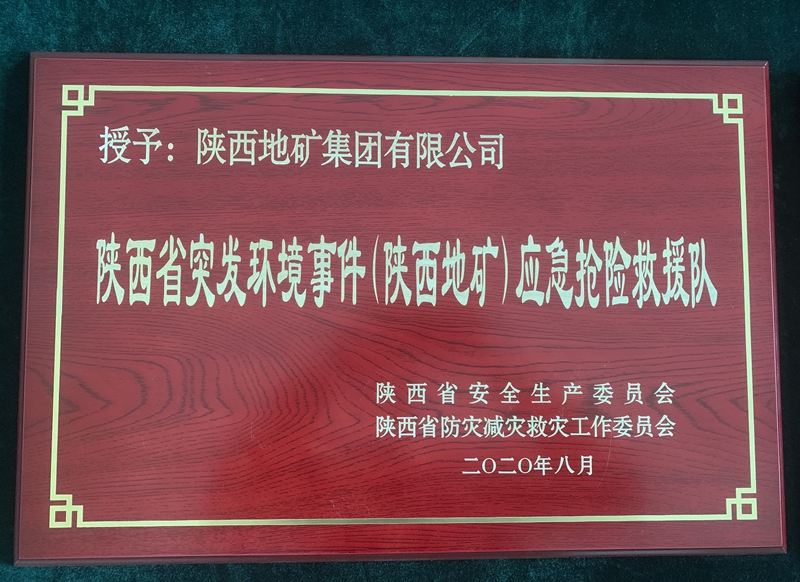 授予：陕西地矿集团有限公司
陕西省突发环境事件（陕西地矿）应急抢险救援队
陕西省安全生产委员会
陕西省防灾减灾救灾工作委员会
二〇二〇年八月